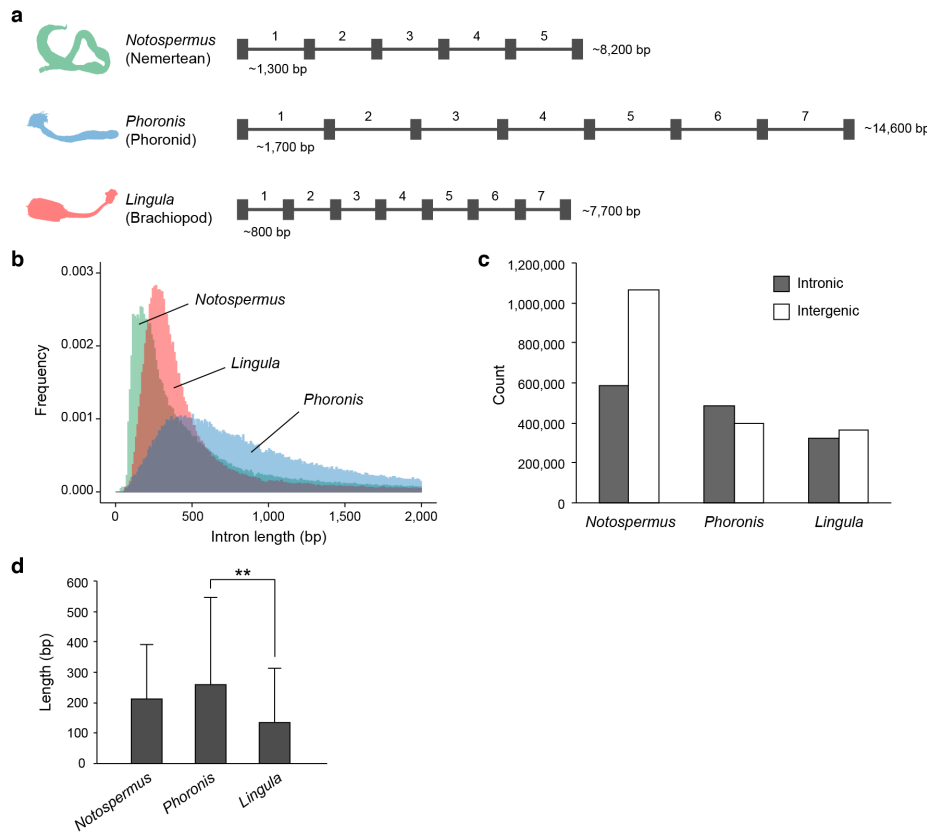 a
Notospermus
(Nemertean)
1 2 3 4 5
~1,300 bp
~8,200 bp
Phoronis
(Phoronid)
1 2 3 4 5 6 7
~1,700 bp
~14,600 bp
Lingula
(Brachiopod)
1 2 3 4 5 6 7
~800 bp
~7,700 bp
b
Frequency
0.003
0.002
0.001
0.000
Notospermus
Lingula
Phoronis
0 500 1,000 1,500 2,000
Intron length (bp)
c
Count
1,200,000
1,000,000
800,000
600,000
400,000
200,000
0
Intronic
Intergenic
Notospermus Phoronis Lingula
d
Length (bp)
600
500
400
300
200
100
0
**
Notospermus
Phoronis
Lingula